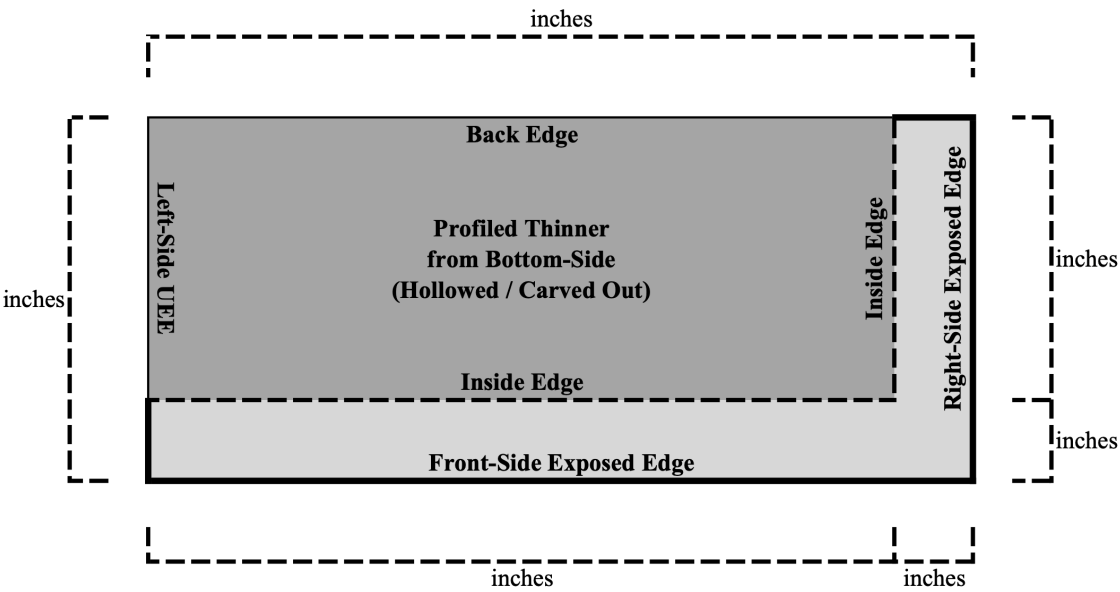 inches
Back Edge
Left-Side UEE
Profiled Thinner
from Bottom-Side
(Hollowed / Carved Out)
Inside Edge
Right-Side Exposed Edge
inches
inches
Inside Edge
inches
Front-Side Exposed Edge
inches
inches